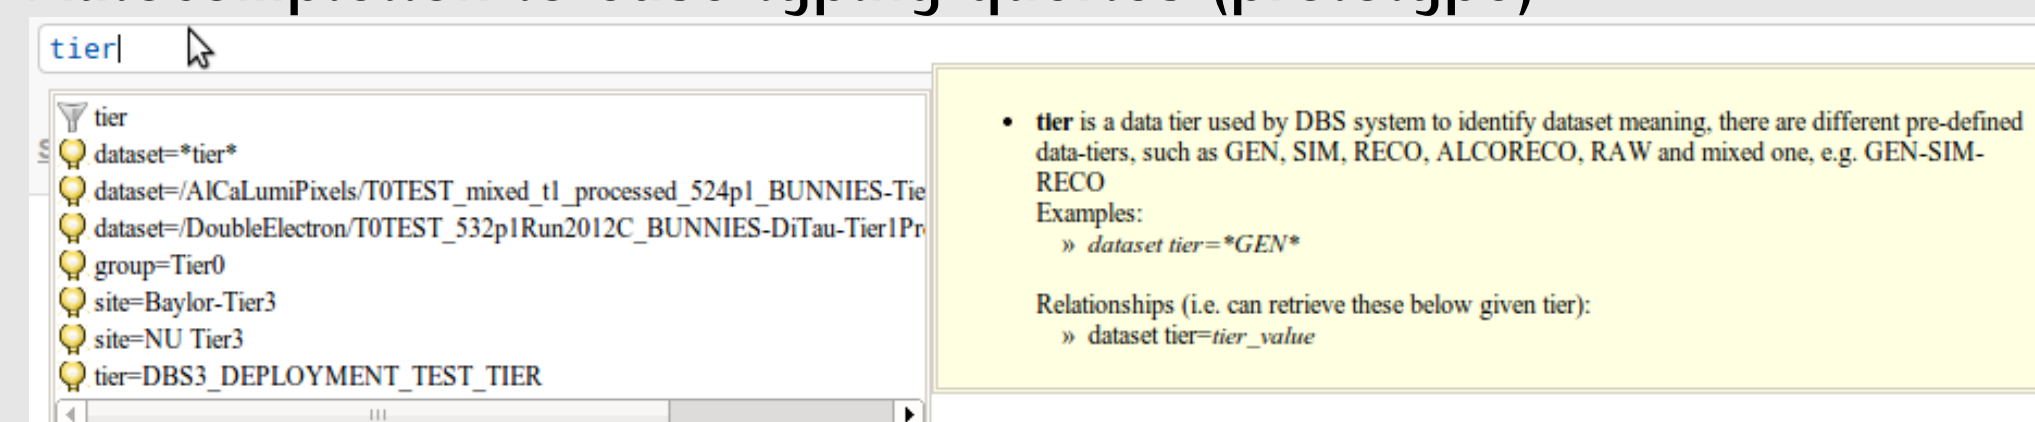 tier
tier
dataset=*tier*
dataset=/AlCaLumiPixels/T0TEST_mixed_t1_processed_524p1_BUNNIES-Tie
dataset=/DoubleElectron/T0TEST_532p1Run2012C_BUNNIES-DiTau-Tier1Pr
group=Tier0
site=Baylor-Tier3
site=NU Tier3
tier=DBS3_DEPLOYMENT_TEST_TIER
• tier is a data tier used by DBS system to identify dataset meaning, there are different pre-defined
data-tiers, such as GEN, SIM, RECO, ALCORECO, RAW and mixed one, e.g. GEN-SIM-
RECO
Examples:
» dataset tier=*GEN*
Relationships (i.e. can retrieve these below given tier):
» dataset tier=tier_value